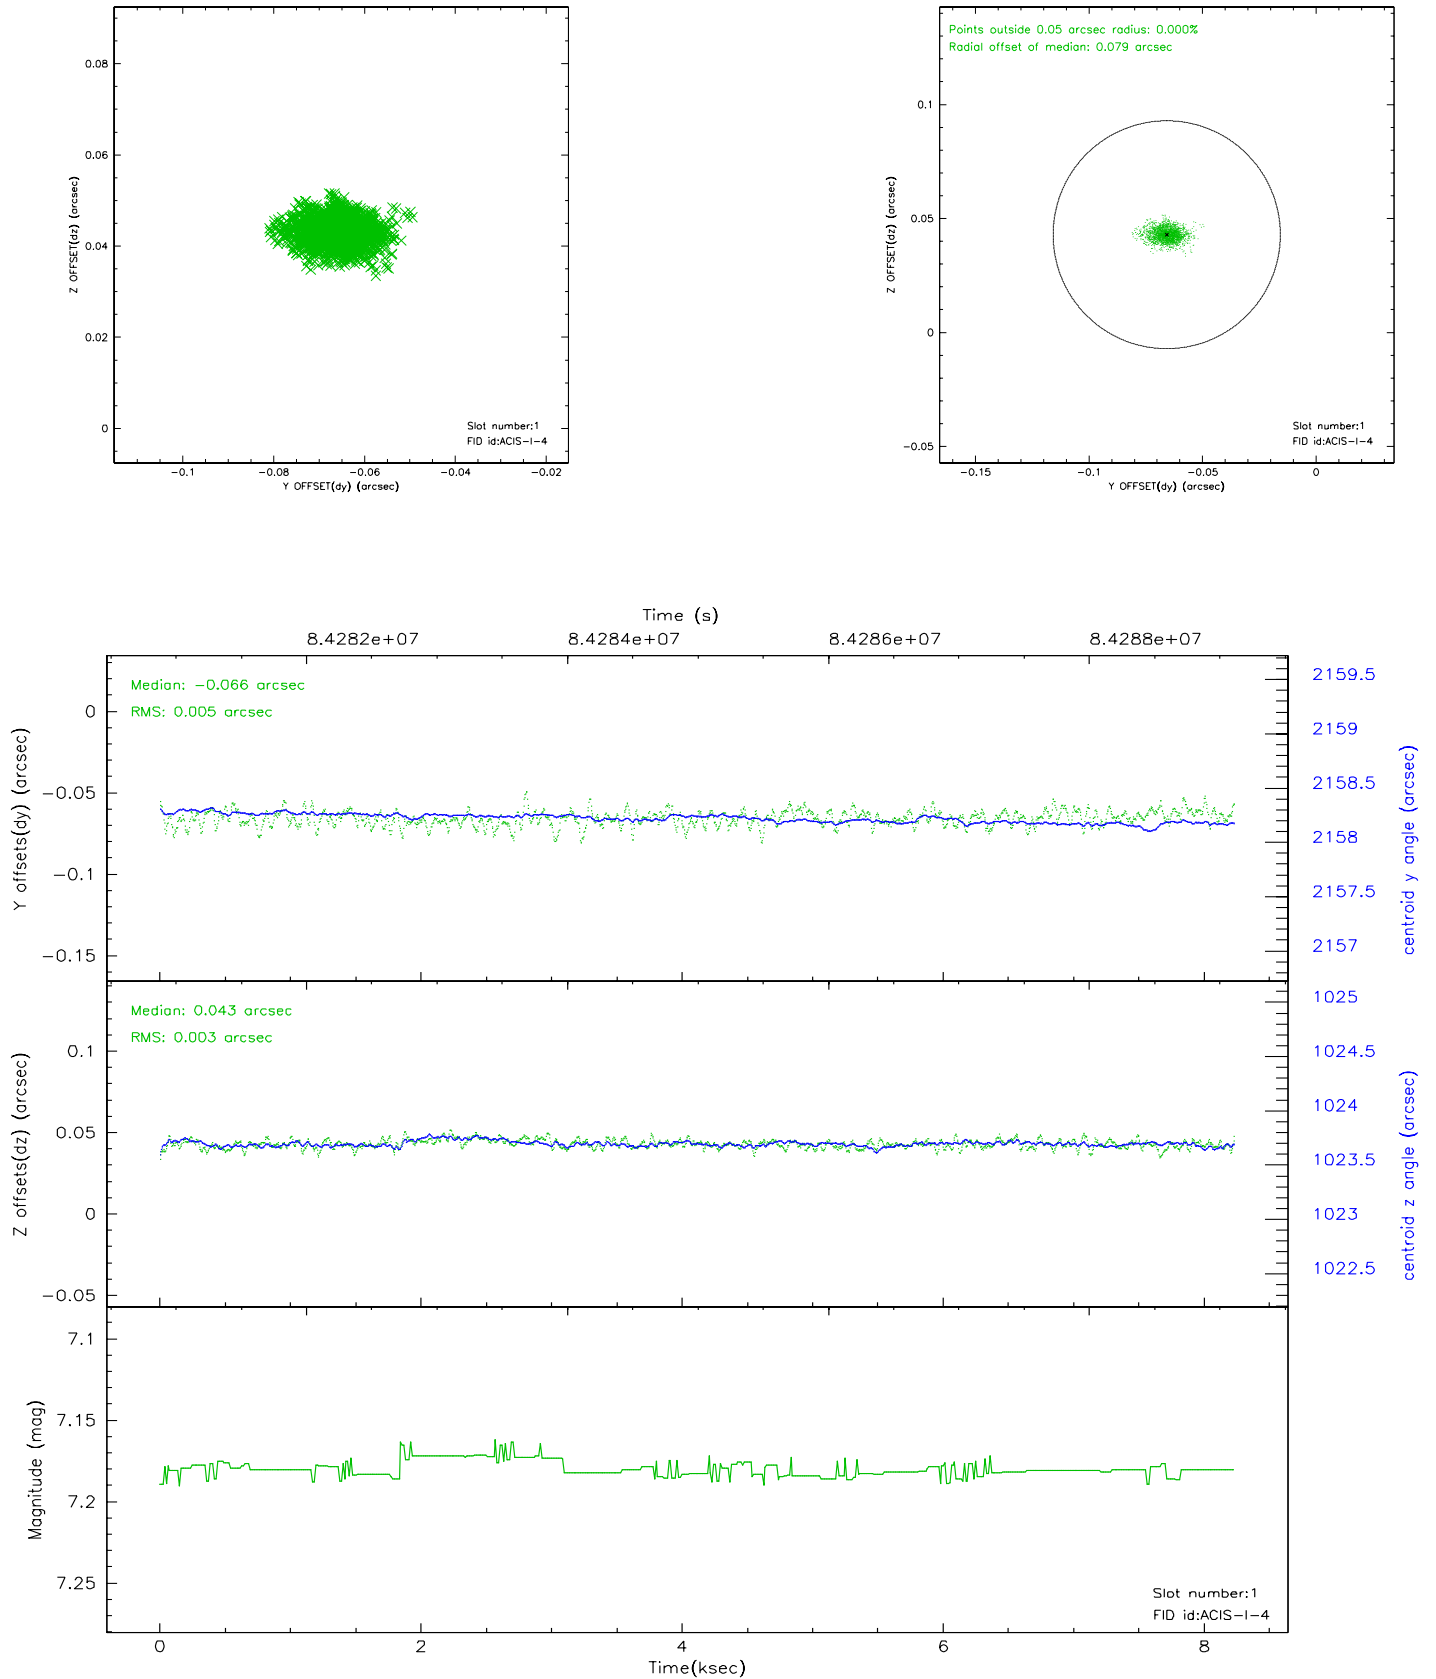 0.08
0.06
0.04
0.02
0
Z OFFSET(dz) (arcsec)
Slot number:1
FID id:ACIS-I-4
-0.1
-0.08
-0.06
-0.04
-0.02
Y OFFSET(dy) (arcsec)
Points outside 0.05 arcsec radius: 0.000%
Radial offset of median: 0.079 arcsec
0.1
0.05
0
-0.05
Z OFFSET(dz) (arcsec)
Slot number:1
FID id:ACIS-I-4
-0.15
-0.1
-0.05
0
Y OFFSET(dy) (arcsec)
Time (s)
8.4282e+07
8.4284e+07
8.4286e+07
8.4288e+07
Median: -0.066 arcsec
RMS: 0.005 arcsec
0
-0.05
-0.1
-0.15
Y offsets(dy) (arcsec)
2159.5
2159
2158.5
2158
2157.5
2157
centroid y angle (arcsec)
Median: 0.043 arcsec
RMS: 0.003 arcsec
0.1
0.05
0
-0.05
Z offsets(dz) (arcsec)
1025
1024.5
1024
1023.5
1023
1022.5
centroid z angle (arcsec)
7.1
7.15
7.2
7.25
Magnitude (mag)
Slot number:1
FID id:ACIS-I-4
0
2
4
6
8
Time(ksec)